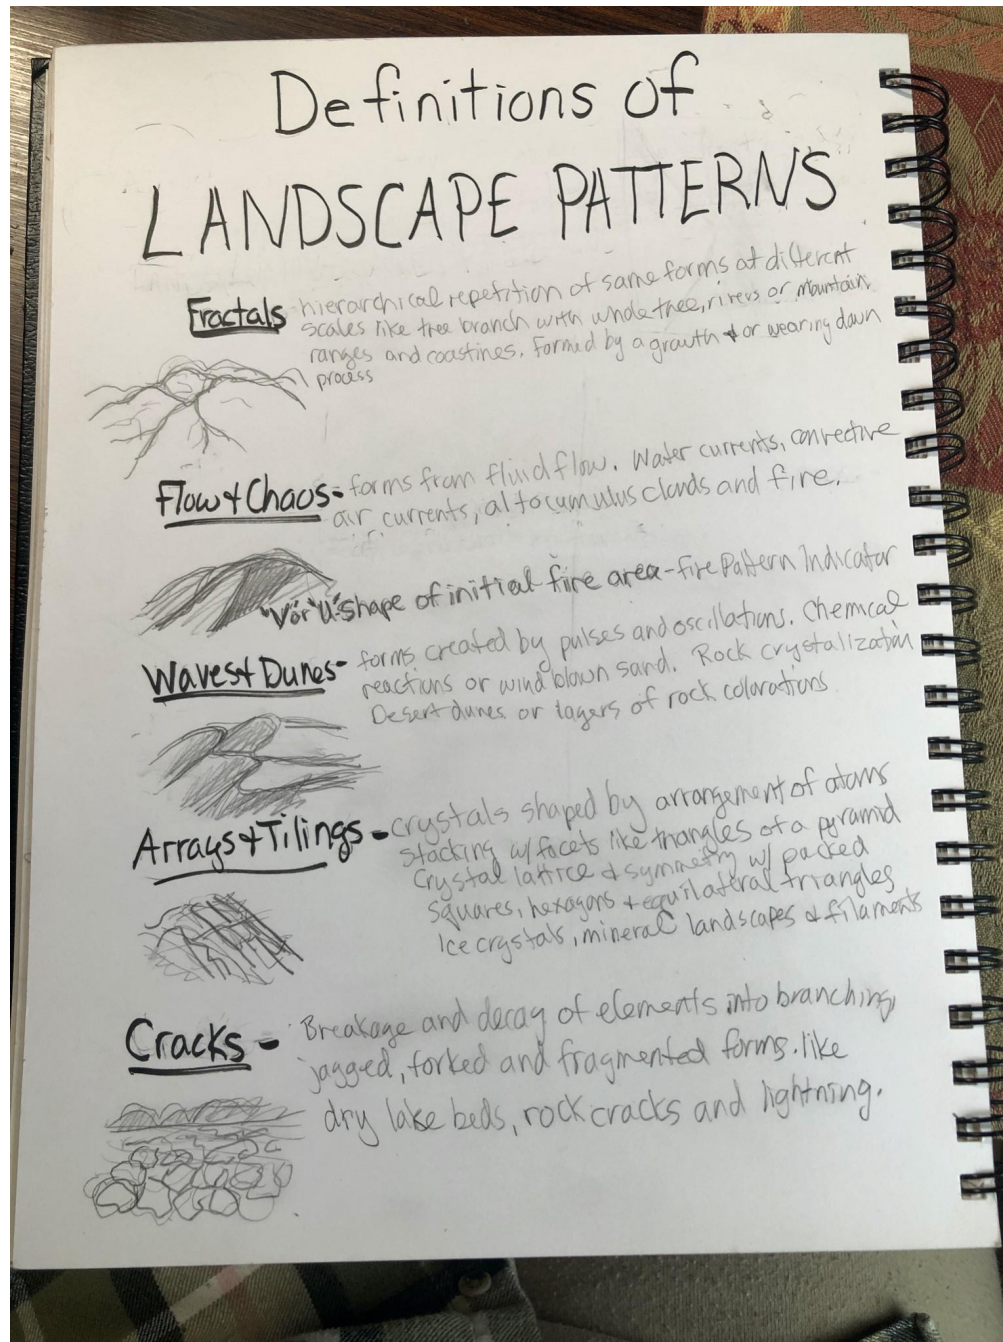 Definitions of
LANDSCAPE PATTERNS
Fractals - hierarchical repetition of same forms at different
scales like tree branch with whole tree, rivers or mountain
ranges and coastines. Formed by a growth + or wearing down
process
Flow + Chaos - forms from fluid flow. Water currents, convective
air currents, altocumulus clouds and fire.
"V" or "U" shape of initial fire area - fire Pattern Indicator
Waves + Dunes - forms created by pulses and oscillations. Chemical
reactions or wind blown sand. Rock crystalization
Desert dunes or layers of rock colorations
Arrays + Tilings - crystals shaped by arrangement of atoms
stacking w/ facets like triangles of a pyramid
Crystal lattice + symmetry w/ packed
squares, hexagons + equilateral triangles
Ice crystals, mineral landscapes + filaments
Cracks - Breakage and decay of elements into branching,
jagged, forked and fragmented forms. like
dry lake beds, rock cracks and lightning.